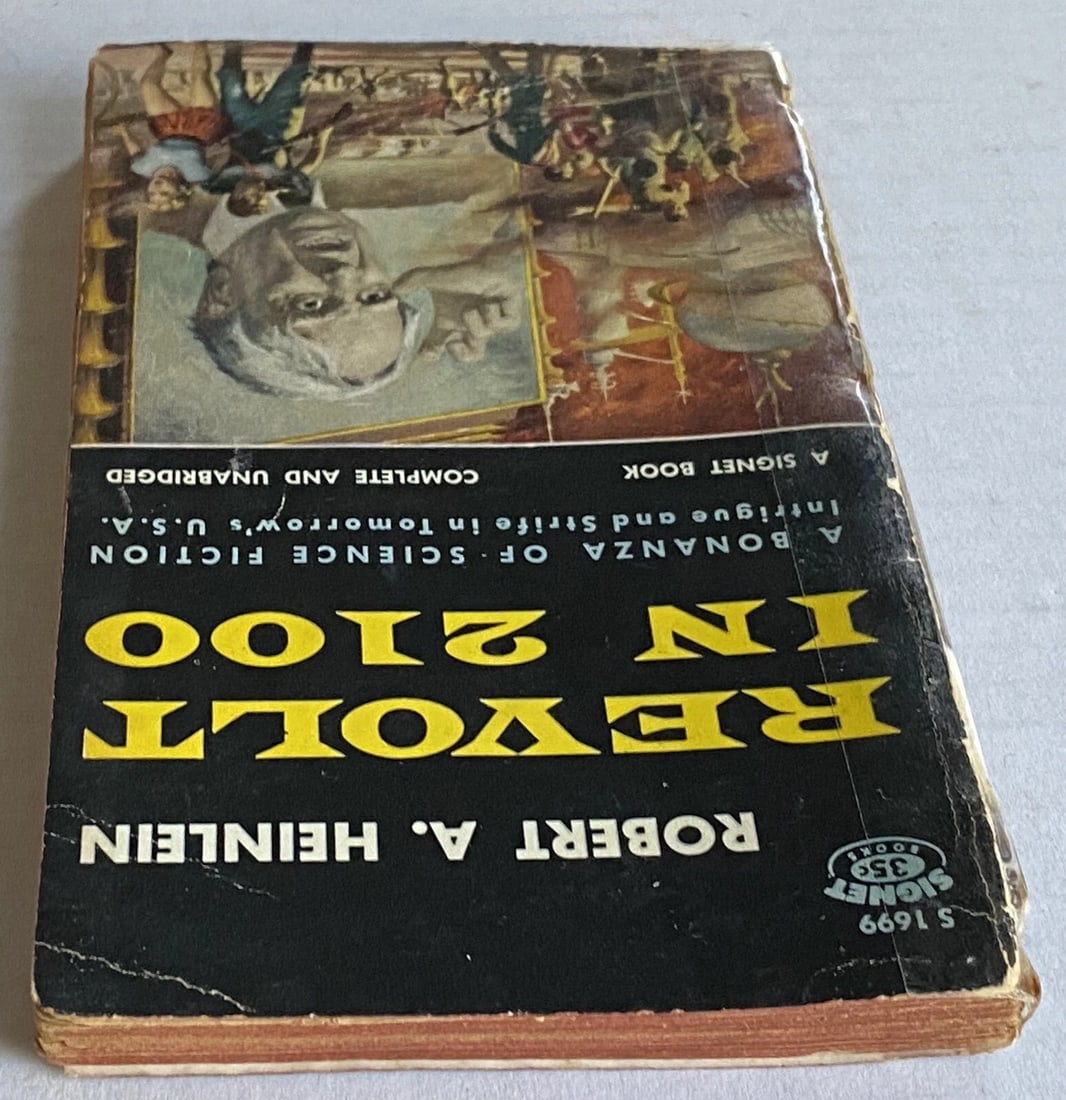 S 1699
SIGNET
35c
BOOKS
ROBERT A. HEINLEIN
REVOLT
IN 2100
A BONANZA OF SCIENCE FICTION
Intrigue and Strife in Tomorrow's U.S.A.
A SIGNET BOOK
COMPLETE AND UNABRIDGED